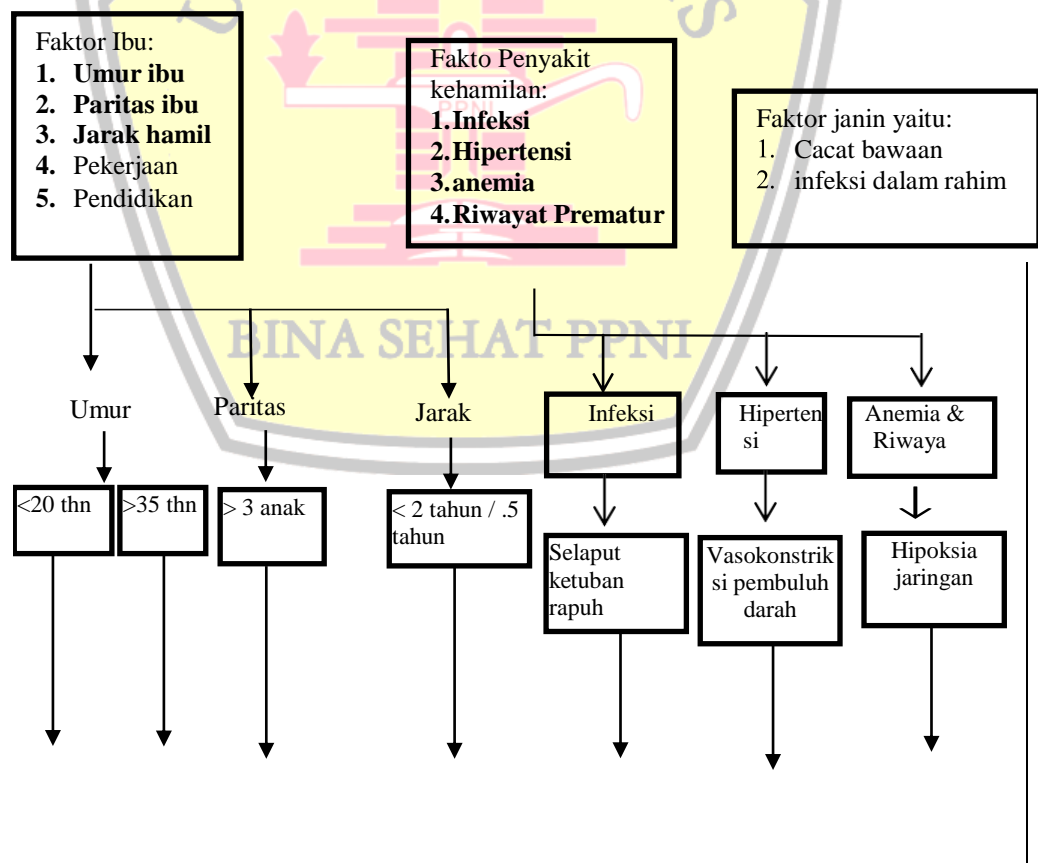 Faktor Ibu:
1. Umur ibu
2. Paritas ibu
3. Jarak hamil
4. Pekerjaan
5. Pendidikan
Fakto Penyakit
kehamilan:
1. Infeksi
2. Hipertensi
3. anemia
4. Riwayat Prematur
Faktor janin yaitu:
1. Cacat bawaan
2. infeksi dalam rahim
PPNI
BINA SEHAT PPNI
Umur
Paritas
Jarak
Infeksi
Hiperten
si
Anemia &
Riwaya
<20 thn
>35 thn
> 3 anak
< 2 tahun / .5
tahun
Selaput
ketuban
rapuh
Vasokonstrik
si pembuluh
darah
Hipoksia
jaringan